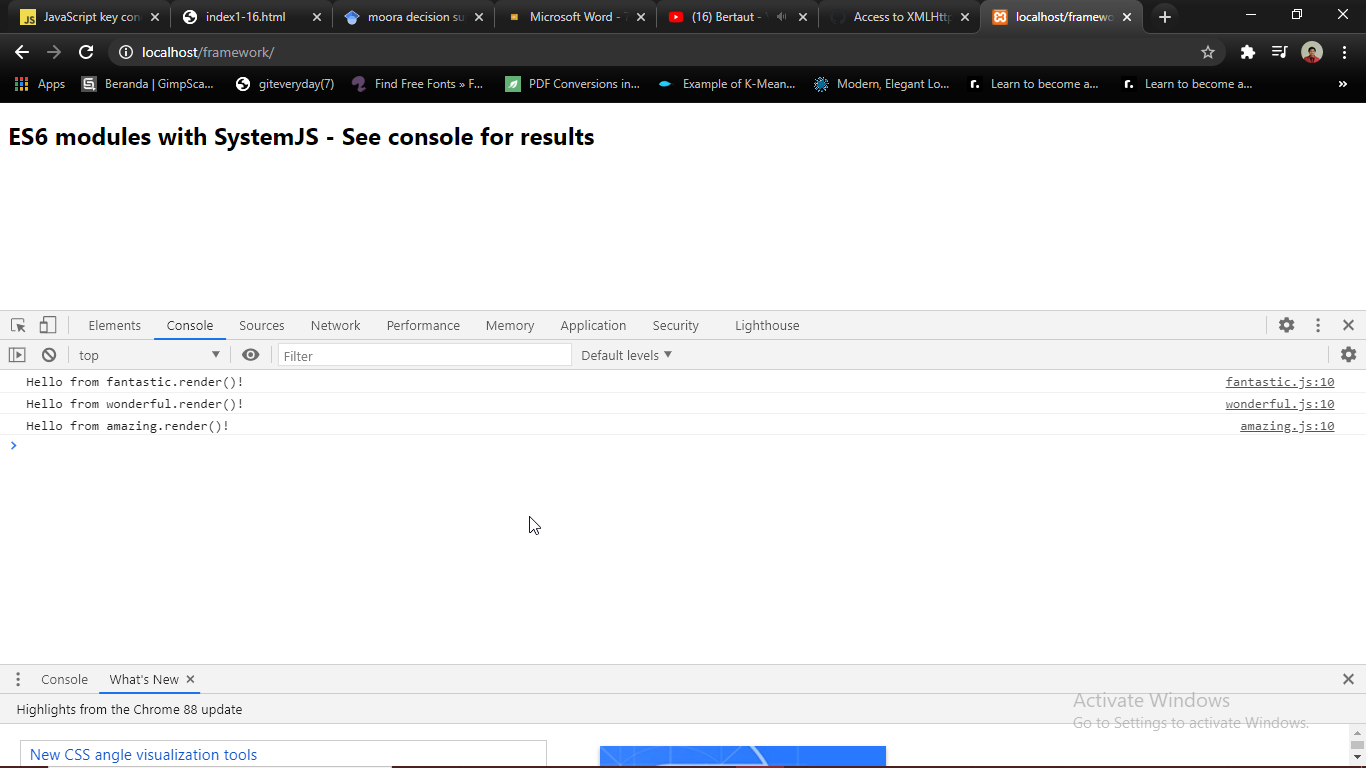 JavaScript key con
index1-16.html
moora decision su
Microsoft Word -
(16) Bertaut -
Access to XMLHttp
localhost/framewo
localhost/framework/
Apps
Beranda | GimpSca...
giteveryday(7)
Find Free Fonts » F...
PDF Conversions in...
Example of K-Mean...
Modern, Elegant Lo...
Learn to become a...
Learn to become a...
ES6 modules with SystemJS - See console for results
Elements Console Sources Network Performance Memory Application Security Lighthouse
top Filter Default levels
Hello from fantastic.render()! fantastic.js:10
Hello from wonderful.render()! wonderful.js:10
Hello from amazing.render()! amazing.js:10
Console What's New
Highlights from the Chrome 88 update
Activate Windows
Go to Settings to activate Windows.
New CSS angle visualization tools